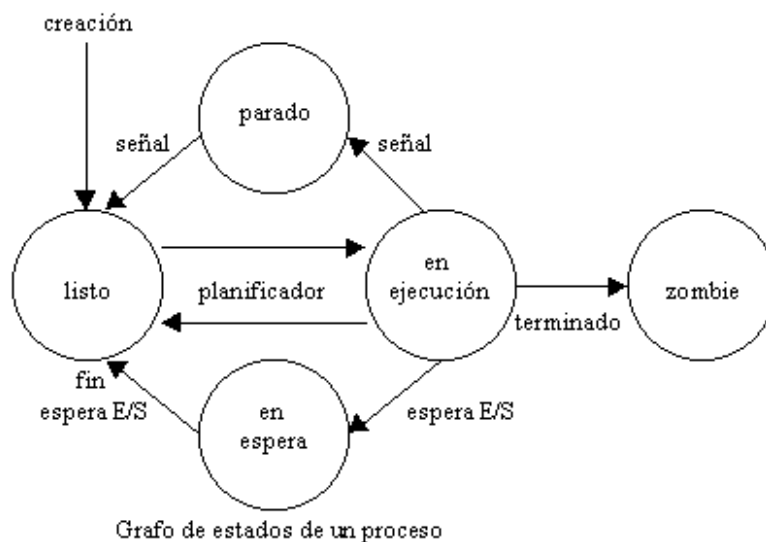 creación
parado
señal
señal
listo
planificador
en
ejecución
terminado
zombie
fin
espera E/S
en
espera
espera E/S
Grafo de estados de un proceso